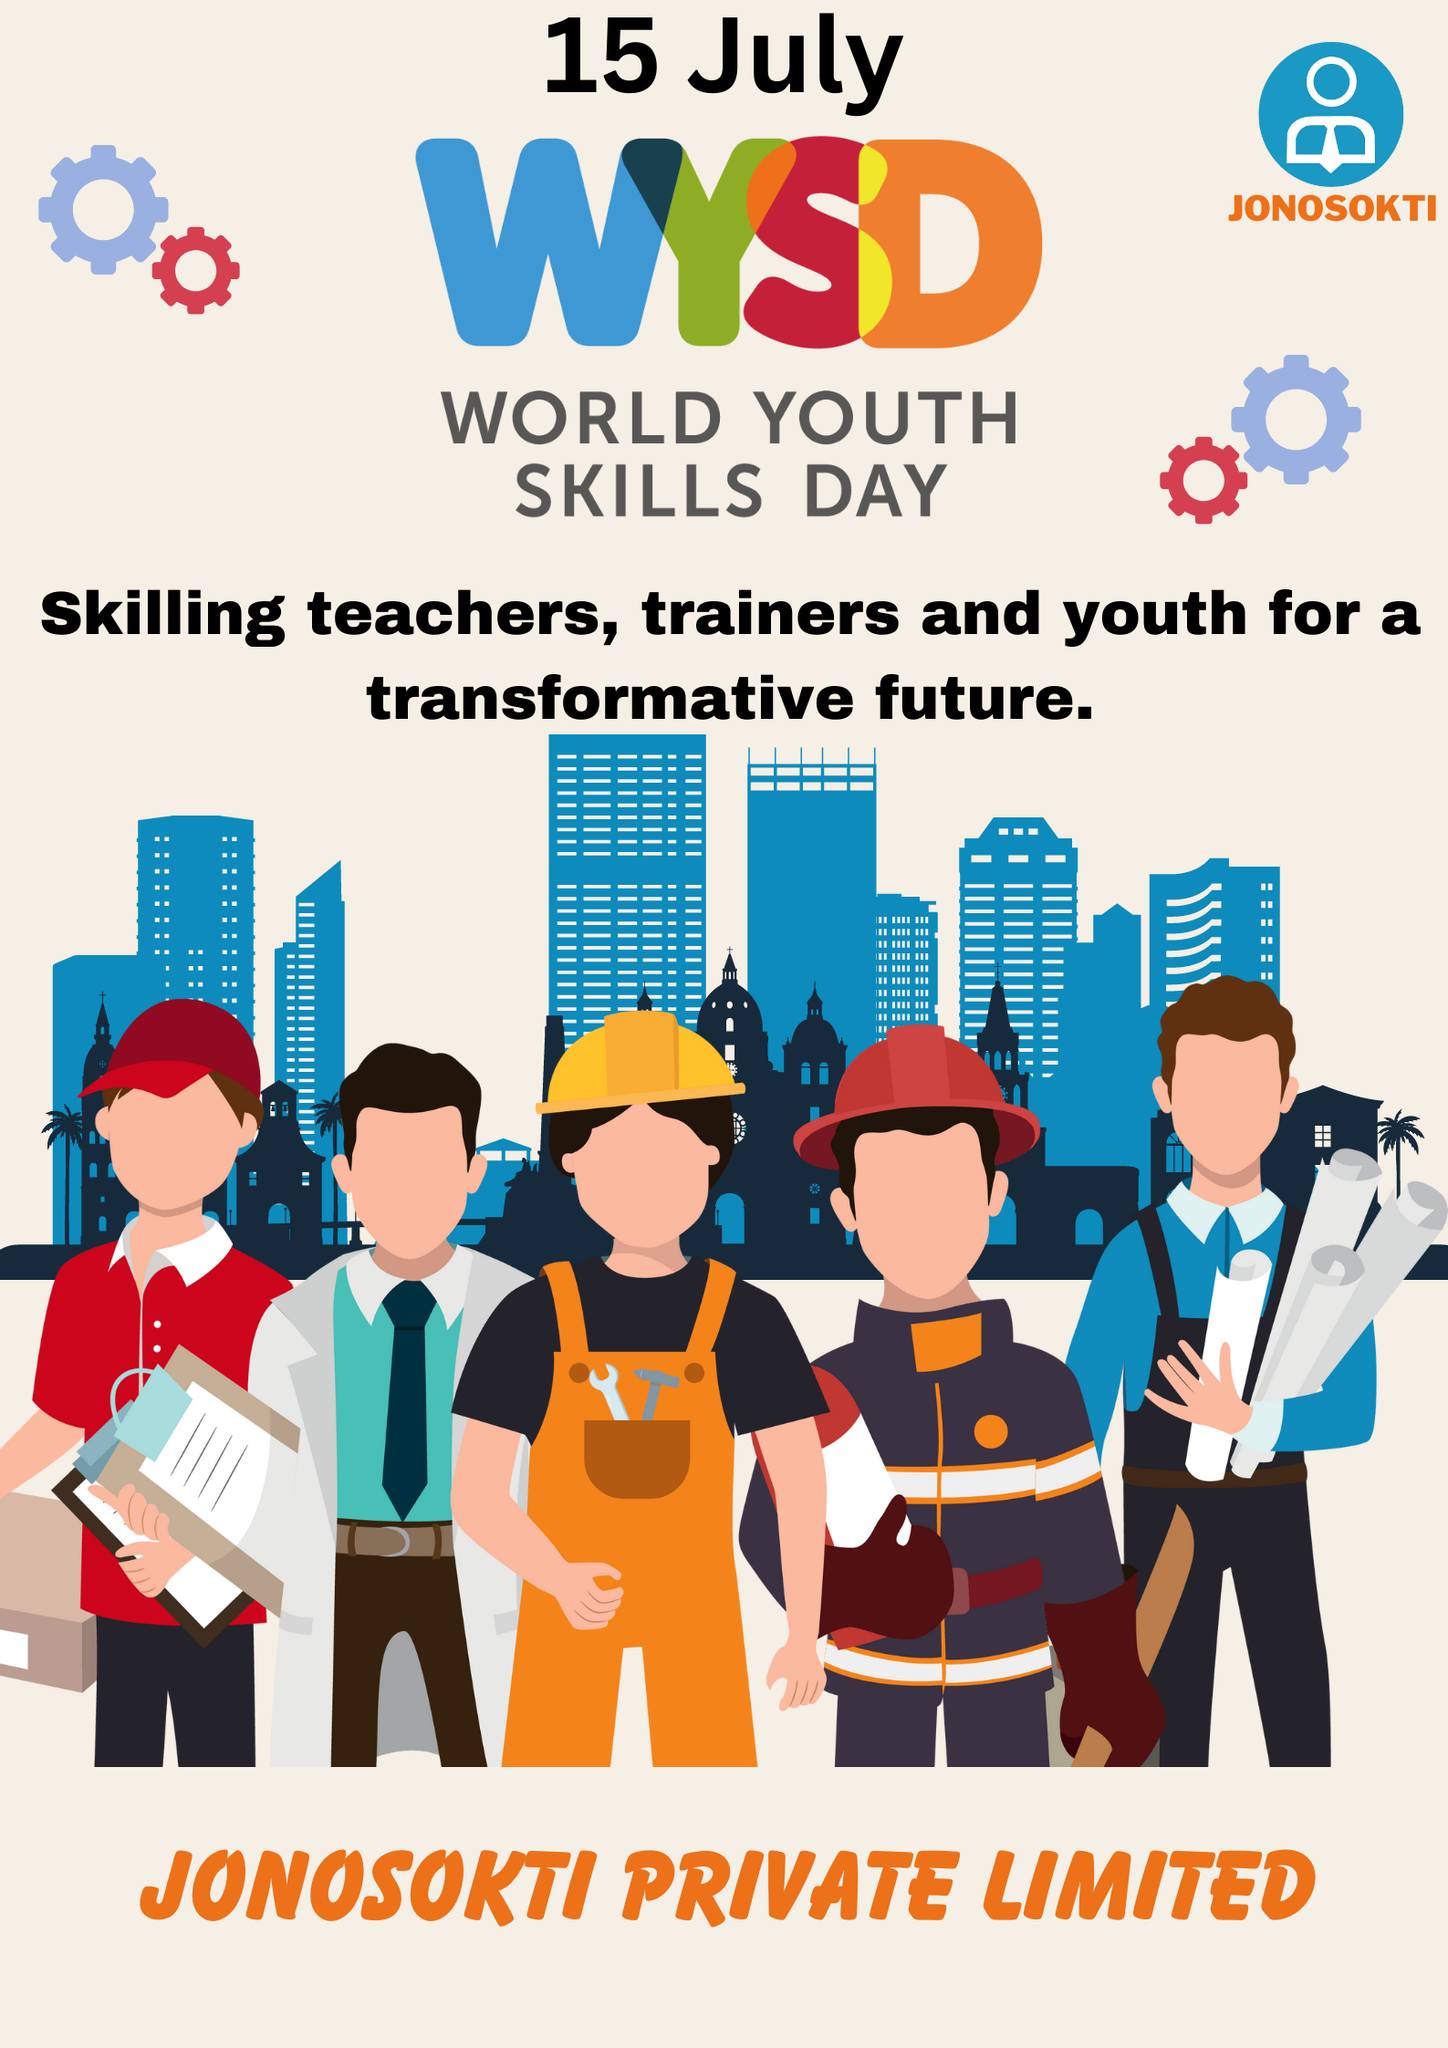 15 July
JONOSOKTI
WYSD
WORLD YOUTH
SKILLS DAY
Skilling teachers, trainers and youth for a
transformative future.
JONOSOKTI PRIVATE LIMITED